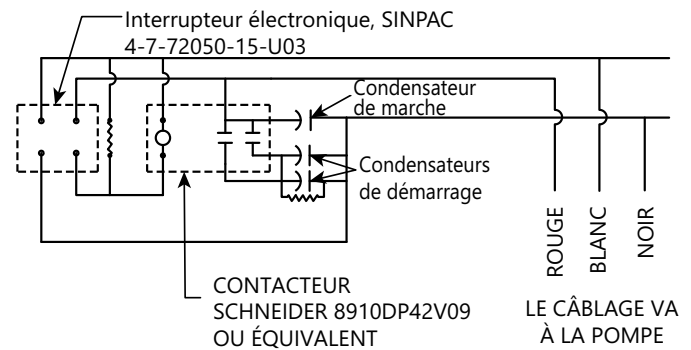 Interrupteur électronique, SINPAC
4-7-72050-15-U03
Condensateur
de marche
Condensateurs
de démarrage
ROUGE
BLANC
NOIR
CONTACTEUR
SCHNEIDER 8910DP42V09
OU ÉQUIVALENT
LE CÂBLAGE VA
À LA POMPE